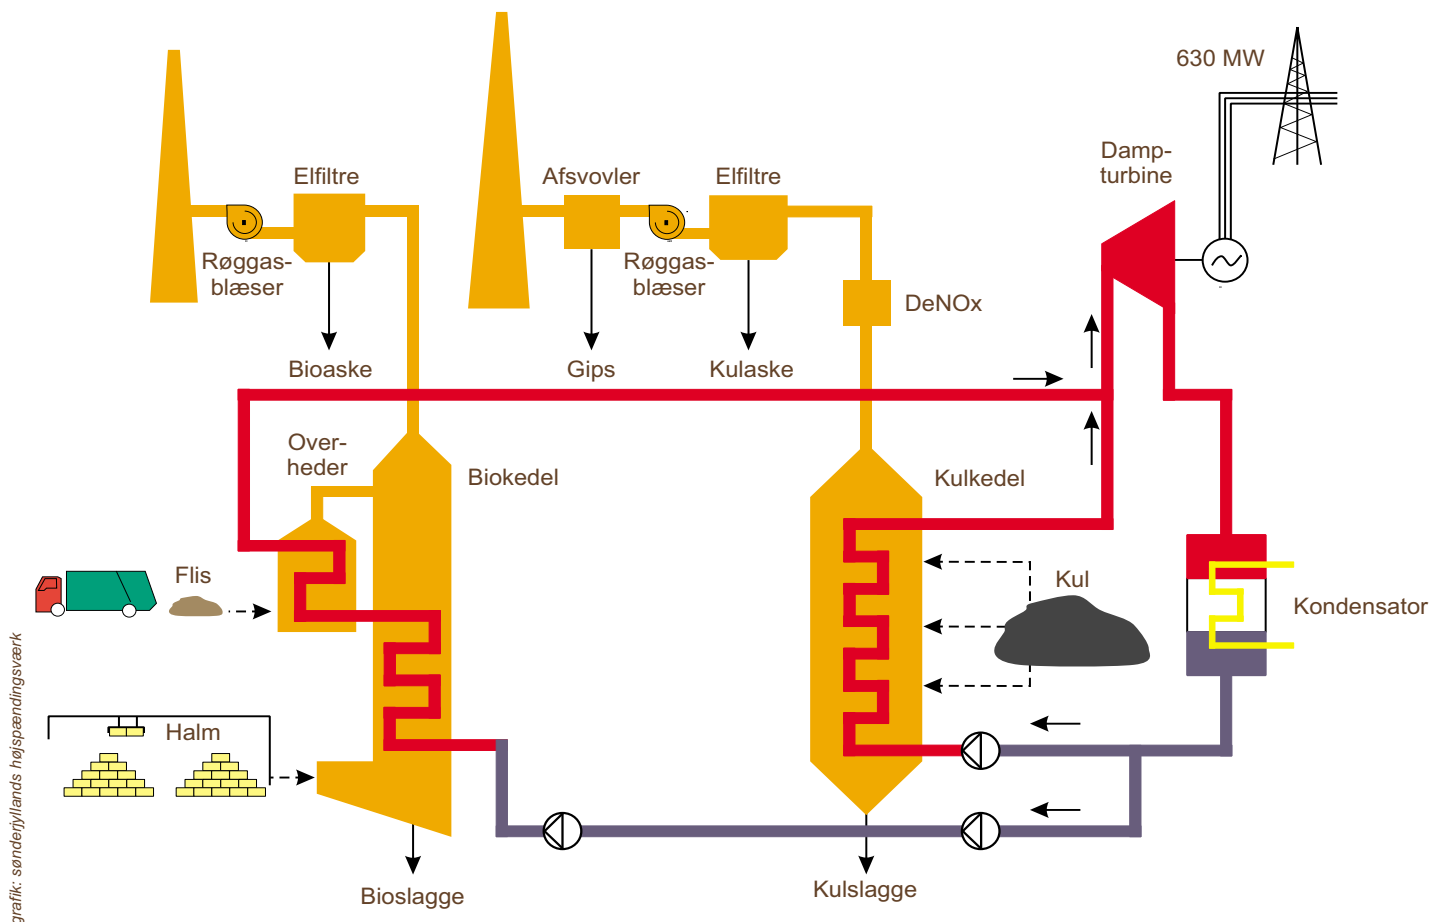 630 MW
Damp-
turbine
Elfiltre
Afsvovler
Elfiltre
Røggas-
blæser
Røggas-
blæser
DeNOx
Bioaske
Gips
Kulaske
Over-
heder
Biokedel
Kulkedel
Flis
Kul
Kondensator
Halm
Bioslagge
Kulslagge
grafik: sønderjyllands højspændingsværk